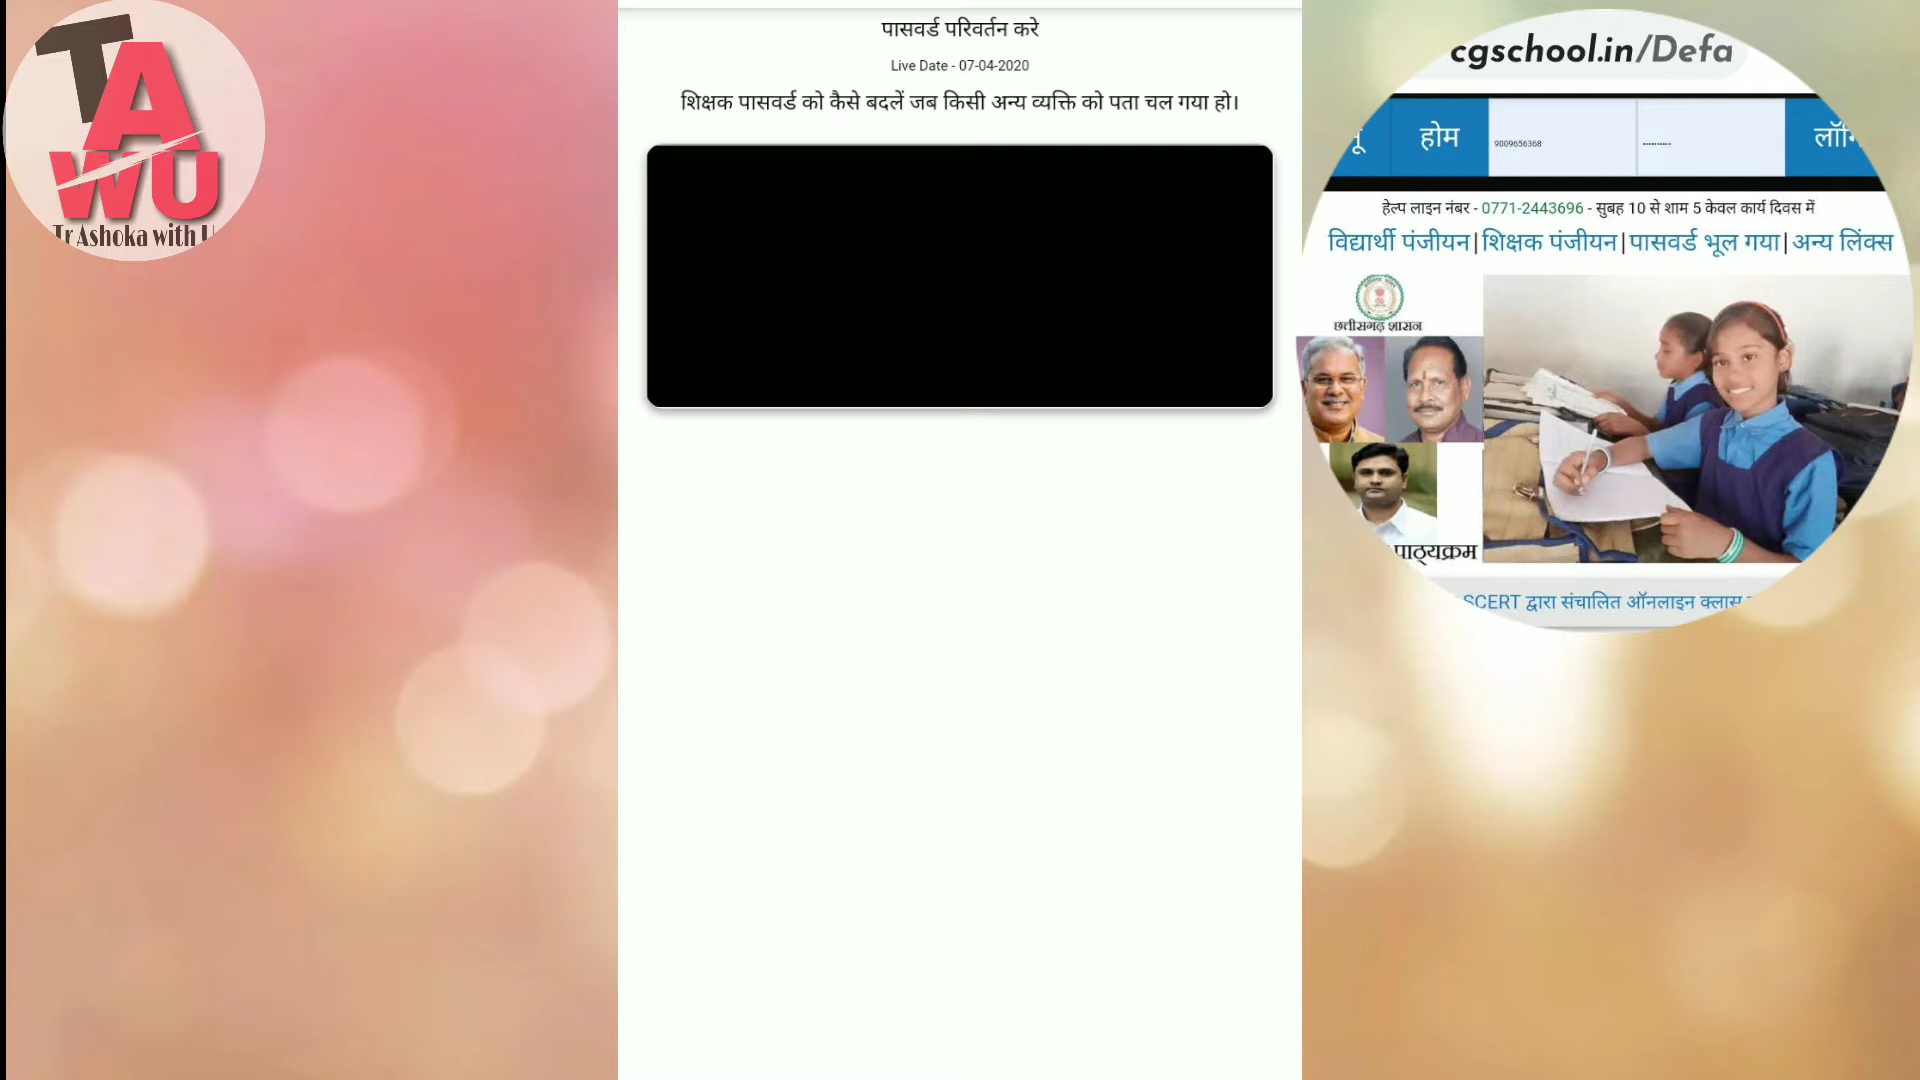 T
A
WU
Tr Ashoka with U
पासवर्ड परिवर्तन करे
Live Date - 07-04-2020
शिक्षक पासवर्ड को कैसे बदलें जब किसी अन्य व्यक्ति को पता चल गया हो।
cgschool.in/Defa
होम 9009656368
हेल्प लाइन नंबर - 0771-2443696 - सुबह 10 से शाम 5 केवल कार्य दिवस में
विद्यार्थी पंजीयन|शिक्षक पंजीयन|पासवर्ड भूल गया|अन्य लिंक्स
छत्तीसगढ़ शासन
पाठ्यक्रम
SCERT द्वारा संचालित ऑनलाइन क्लास